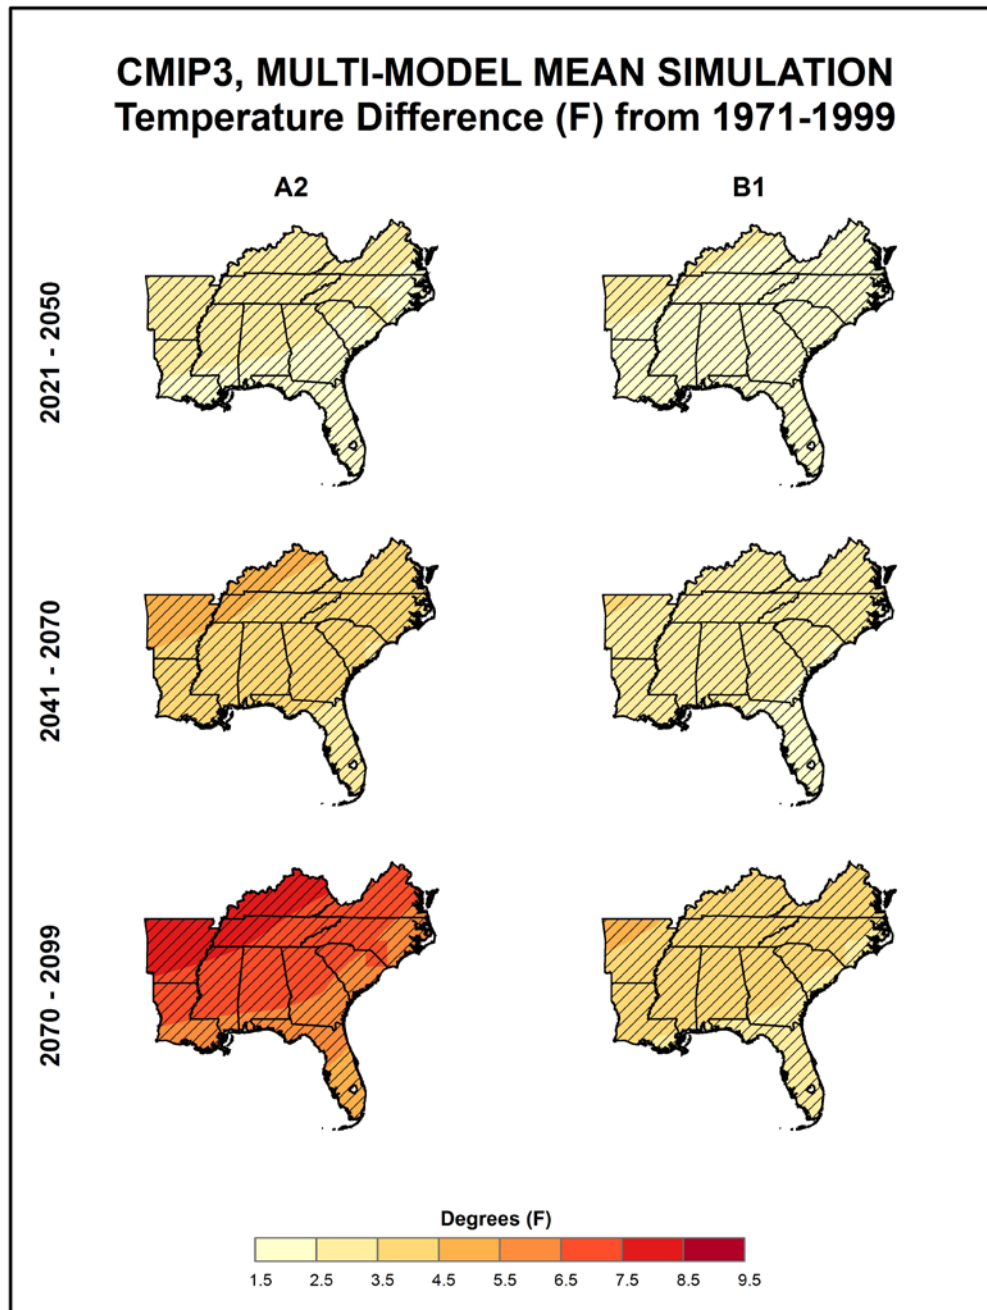 CMIP3, MULTI-MODEL MEAN SIMULATION
Temperature Difference (F) from 1971-1999
A2
B1
2021 - 2050
2041 - 2070
2070 - 2099
Degrees (F)
1.5 2.5 3.5 4.5 5.5 6.5 7.5 8.5 9.5